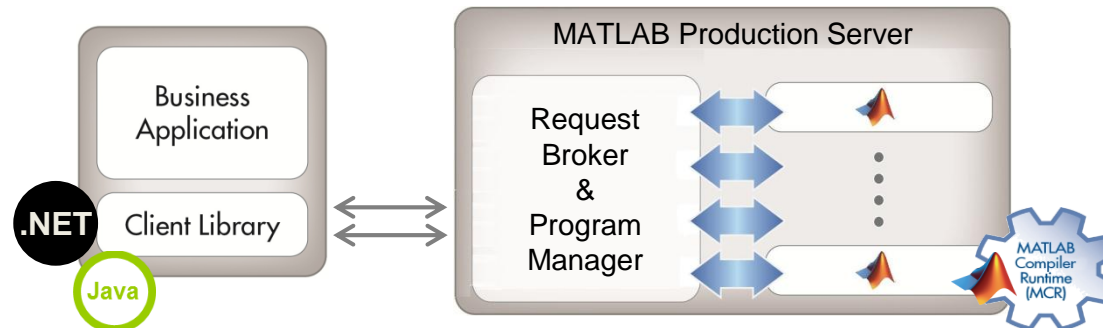 Business
Application
.NET
Client Library
Java
MATLAB Production Server
Request
Broker
&
Program
Manager
MATLAB
Compiler
Runtime
(MCR)